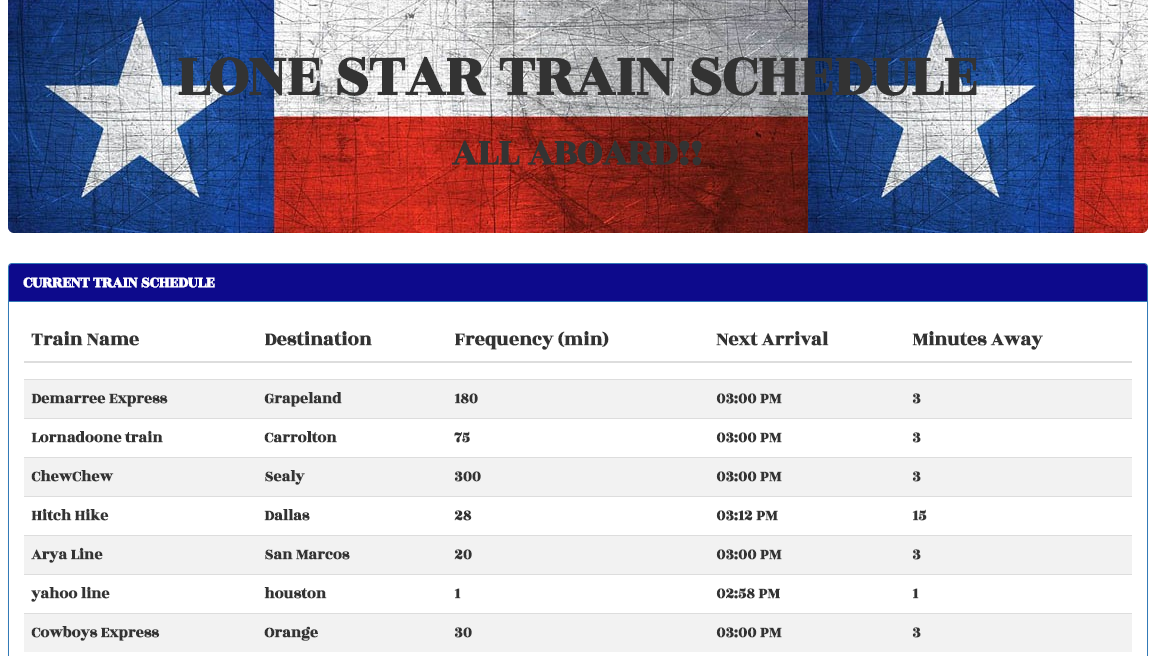 LONE STAR TRAIN SCHEDULE
ALL ABOARD!!
CURRENT TRAIN SCHEDULE
Train Name Destination Frequency (min) Next Arrival Minutes Away
Demarree Express Grapeland 180 03:00 PM 3
Lornadoone train Carrolton 75 03:00 PM 3
ChewChew Sealy 300 03:00 PM 3
Hitch Hike Dallas 28 03:12 PM 15
Arya Line San Marcos 20 03:00 PM 3
yahoo line houston 1 02:58 PM 1
Cowboys Express Orange 30 03:00 PM 3